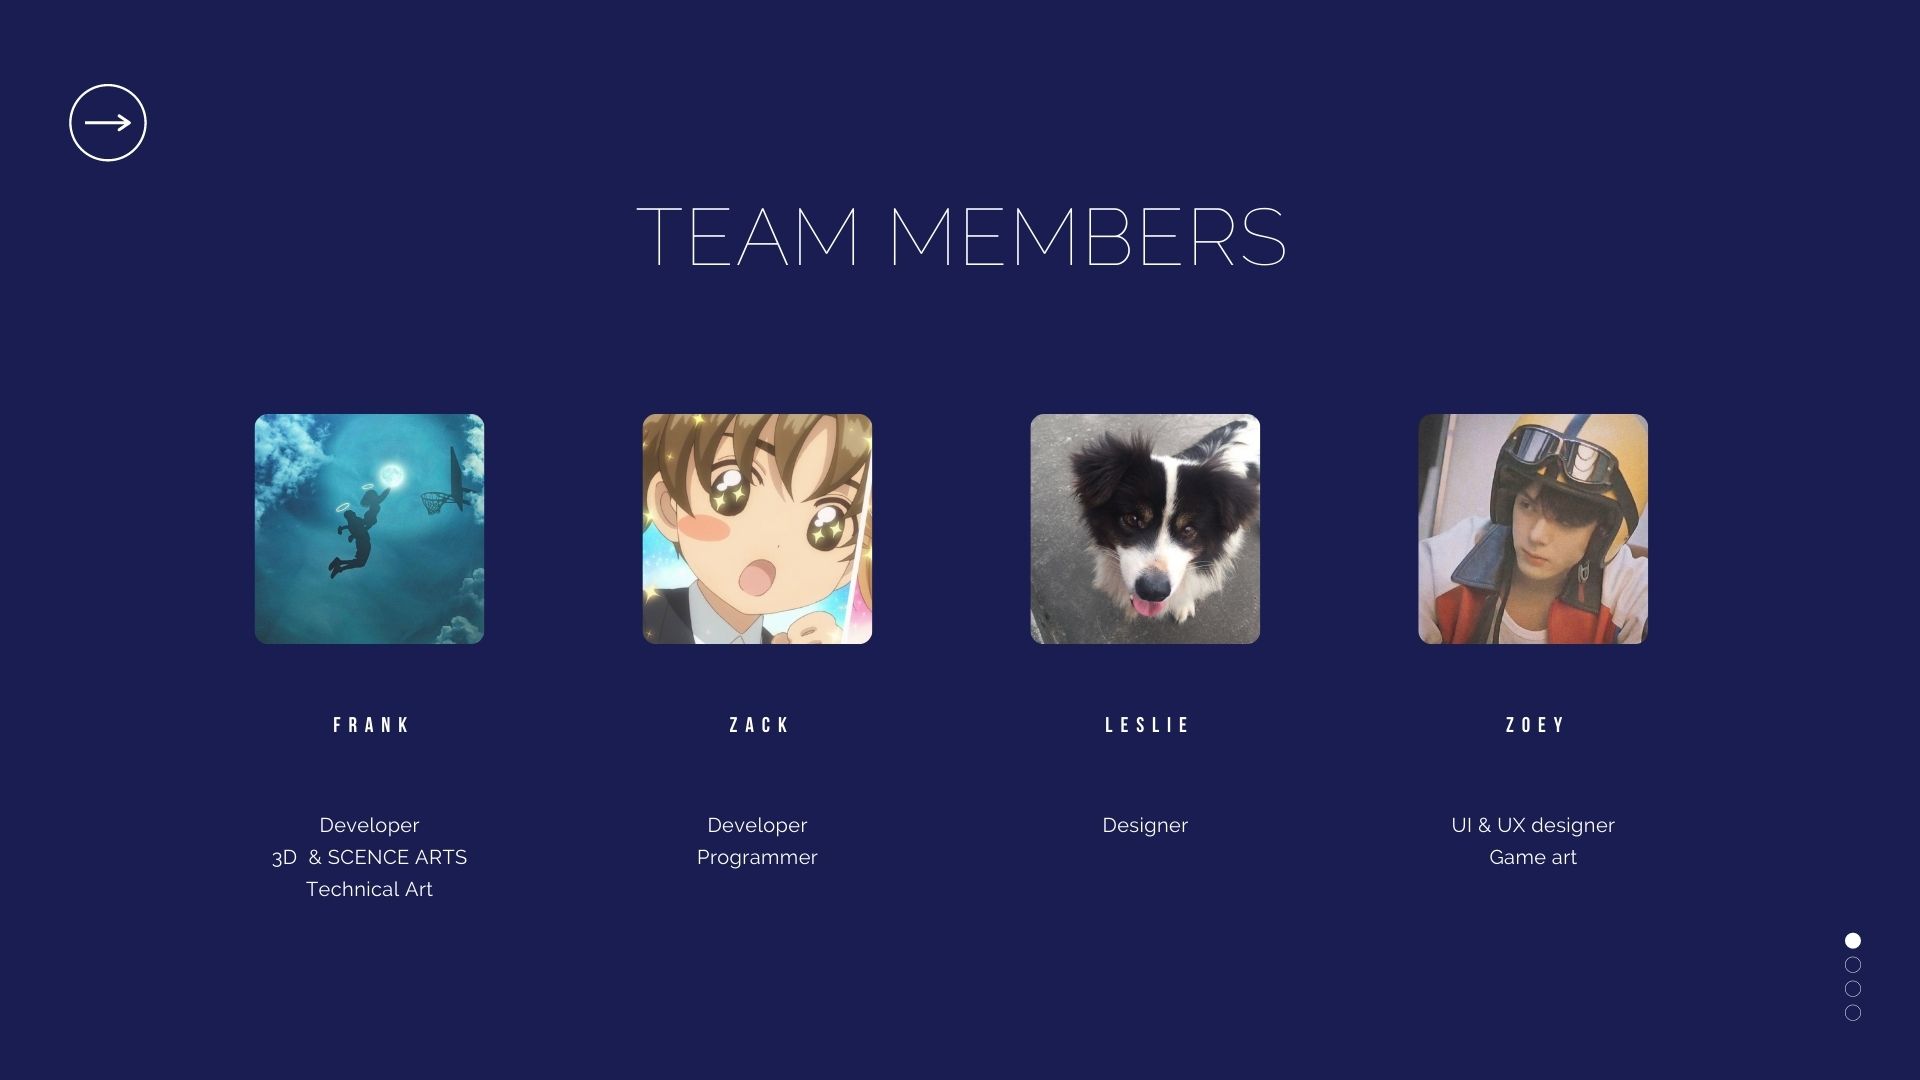 TEAM MEMBERS
FRANK
ZACK
LESLIE
ZOEY
Developer
3D  & SCENCE ARTS
Technical Art
Developer
Programmer
Designer
UI & UX designer
Game art